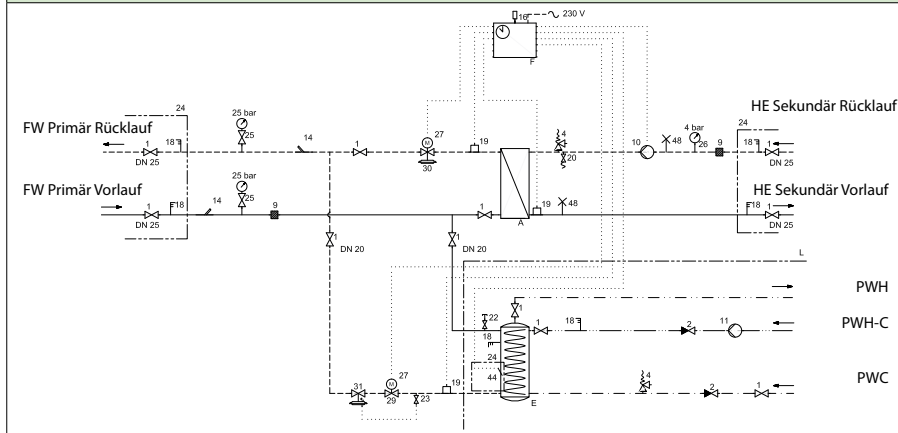 16 230 V
F
24 25 bar HE Sekundär Rücklauf
FW Primär Rücklauf 25 14 27 19 4 4 bar 24
1 18 1 M 10 48 26 9 18 1
DN 25 30 20 DN 25
FW Primär Vorlauf 25 bar HE Sekundär Vorlauf
25
1 18 14 9 1 19 48 18 1
DN 25 A DN 25
1 1
DN 20 DN 20 L
PWH
1
22 PWH-C
18 1 18 2 11
24
27 44 PWC
31 M 19 4 2 1
29 23 E